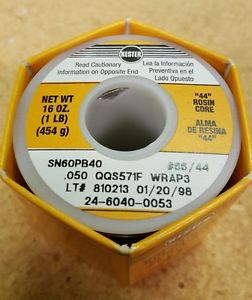 KESTER
Read Cautionary
Information on Opposite End
Lea la Información
Preventiva en el
Lado Opuesto
NET WT
16 OZ.
(1 LB)
(454 g)
"44"
ROSIN
CORE
ALMA
DE RESINA
"44"
SN60PB40 #66/44
.050 QQS571F WRAP3
LT# 810213 01/20/98
24-6040-0053